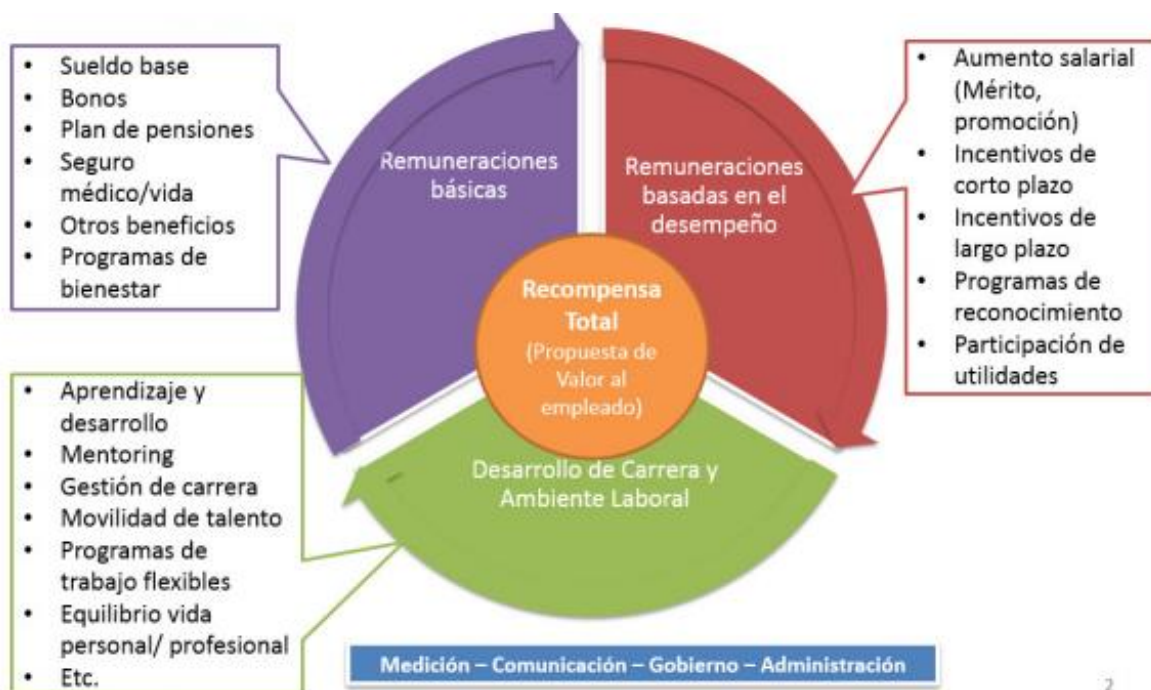 • Sueldo base
• Bonos
• Plan de pensiones
• Seguro
médico/vida
• Otros beneficios
• Programas de
bienestar
Remuneraciones
básicas
Remuneraciones
basadas en el
desempeño
• Aumento salarial
(Mérito,
promoción)
• Incentivos de
corto plazo
• Incentivos de
largo plazo
• Programas de
reconocimiento
• Participación de
utilidades
Recompensa
Total
(Propuesta de
Valor al
empleado)
• Aprendizaje y
desarrollo
• Mentoring
• Gestión de carrera
• Movilidad de talento
• Programas de
trabajo flexibles
• Equilibrio vida
personal/ profesional
• Etc.
Desarrollo de Carrera y
Ambiente Laboral
Medición – Comunicación – Gobierno – Administración
2